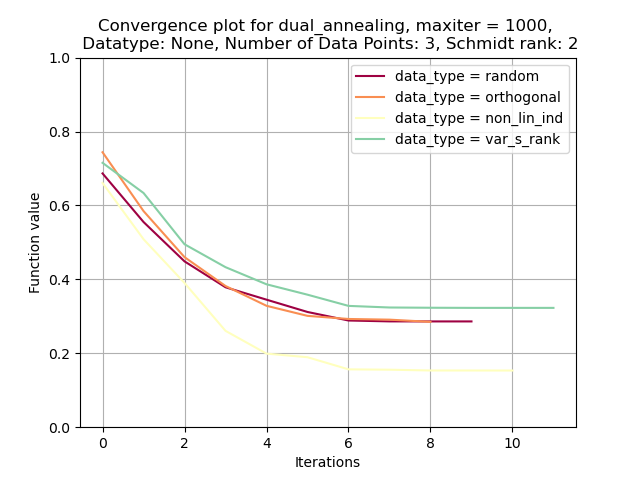 Convergence plot for dual_annealing, maxiter = 1000,
Datatype: None, Number of Data Points: 3, Schmidt rank: 2
1.0
0.8
0.6
0.4
0.2
0.0
Function value
data_type = random
data_type = orthogonal
data_type = non_lin_ind
data_type = var_s_rank
0 2 4 6 8 10
Iterations